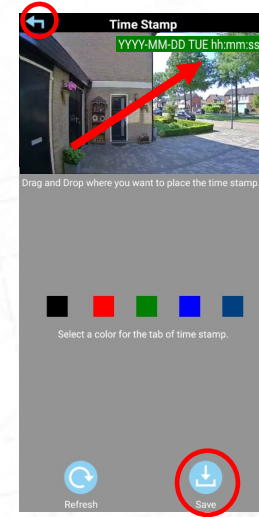 Time Stamp
YYYY-MM-DD TUE hh:mm:ss
Drag and Drop where you want to place the time stamp.
Select a color for the tab of time stamp.
Refresh Save